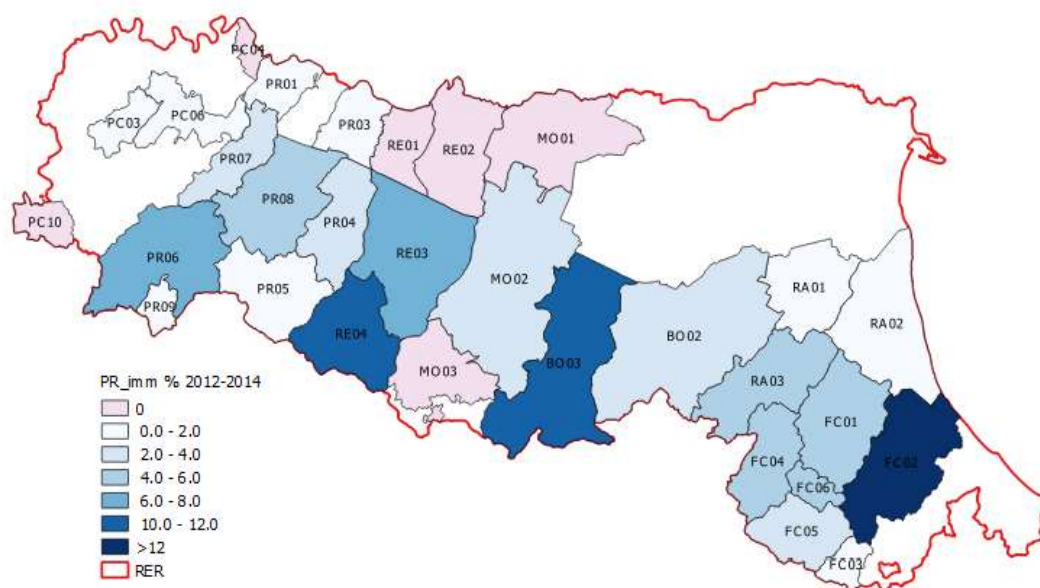 PC04
PR01
PC06
PC03
PR03
RE01
RE02
MO01
PR07
PR08
PR04
PC10
PR06
RE03
MO02
PR05
PR09
RA01
RA02
RE04
BO02
BO03
MO03
RA03
FC01
FC04
FC02
FC06
FC05
FC03
PR_imm % 2012-2014
0
0.0 - 2.0
2.0 - 4.0
4.0 - 6.0
6.0 - 8.0
10.0 - 12.0
>12
RER